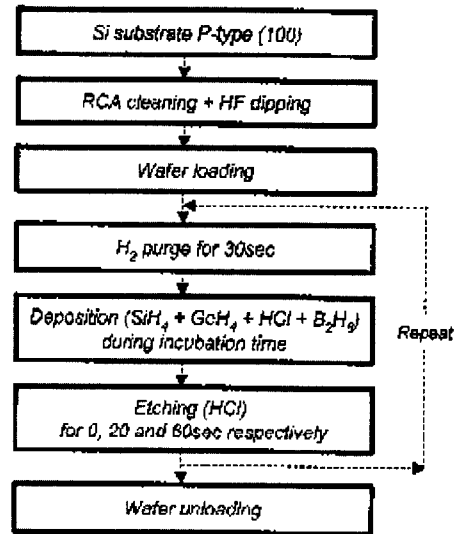 Si substrate P-type (100)
RCA cleaning + HF dipping
Wafer loading
H₂ purge for 30sec
Deposition (SiH₄ + GeH₄ + HCl + B₂H₆)
during incubation time
Repeat
Etching (HCl)
for 0, 20 and 60sec respectively
Wafer unloading